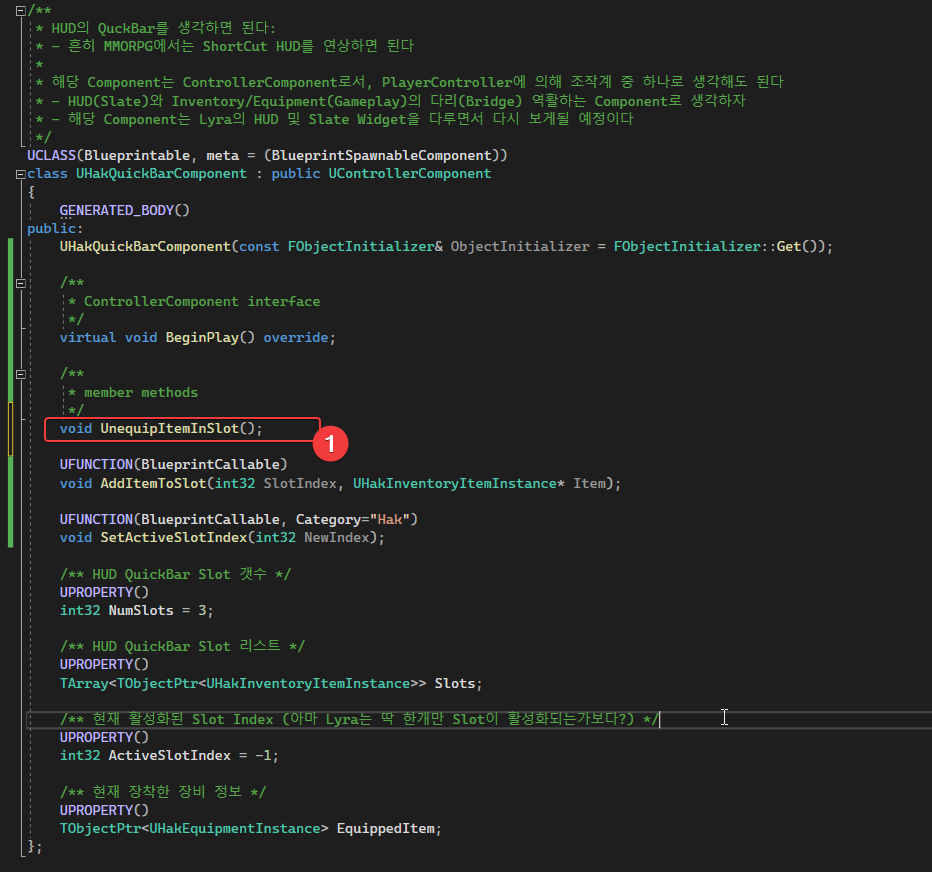 /**
 * HUD의 QuckBar를 생각하면 된다:
 * - 흔히 MMORPG에서는 ShortCut HUD를 연상하면 된다
 *
 * 해당 Component는 ControllerComponent로서, PlayerController에 의해 조작계 중 하나로 생각해도 된다
 * - HUD(Slate)와 Inventory/Equipment(Gameplay)의 다리(Bridge) 역활하는 Component로 생각하자
 * - 해당 Component는 Lyra의 HUD 및 Slate Widget을 다루면서 다시 보게될 예정이다
 */
UCLASS(Blueprintable, meta = (BlueprintSpawnableComponent))
class UHakQuickBarComponent : public UControllerComponent
{
    GENERATED_BODY()
public:
    UHakQuickBarComponent(const FObjectInitializer& ObjectInitializer = FObjectInitializer::Get());

    /**
     * ControllerComponent interface
     */
    virtual void BeginPlay() override;

    /**
     * member methods
     */
    void UnequipItemInSlot();
1

    UFUNCTION(BlueprintCallable)
    void AddItemToSlot(int32 SlotIndex, UHakInventoryItemInstance* Item);

    UFUNCTION(BlueprintCallable, Category="Hak")
    void SetActiveSlotIndex(int32 NewIndex);

    /** HUD QuickBar Slot 갯수 */
    UPROPERTY()
    int32 NumSlots = 3;

    /** HUD QuickBar Slot 리스트 */
    UPROPERTY()
    TArray<TObjectPtr<UHakInventoryItemInstance>> Slots;

    /** 현재 활성화된 Slot Index (아마 Lyra는 딱 한개만 Slot이 활성화되는가보다?) */
    UPROPERTY()
    int32 ActiveSlotIndex = -1;

    /** 현재 장착한 장비 정보 */
    UPROPERTY()
    TObjectPtr<UHakEquipmentInstance> EquippedItem;
};